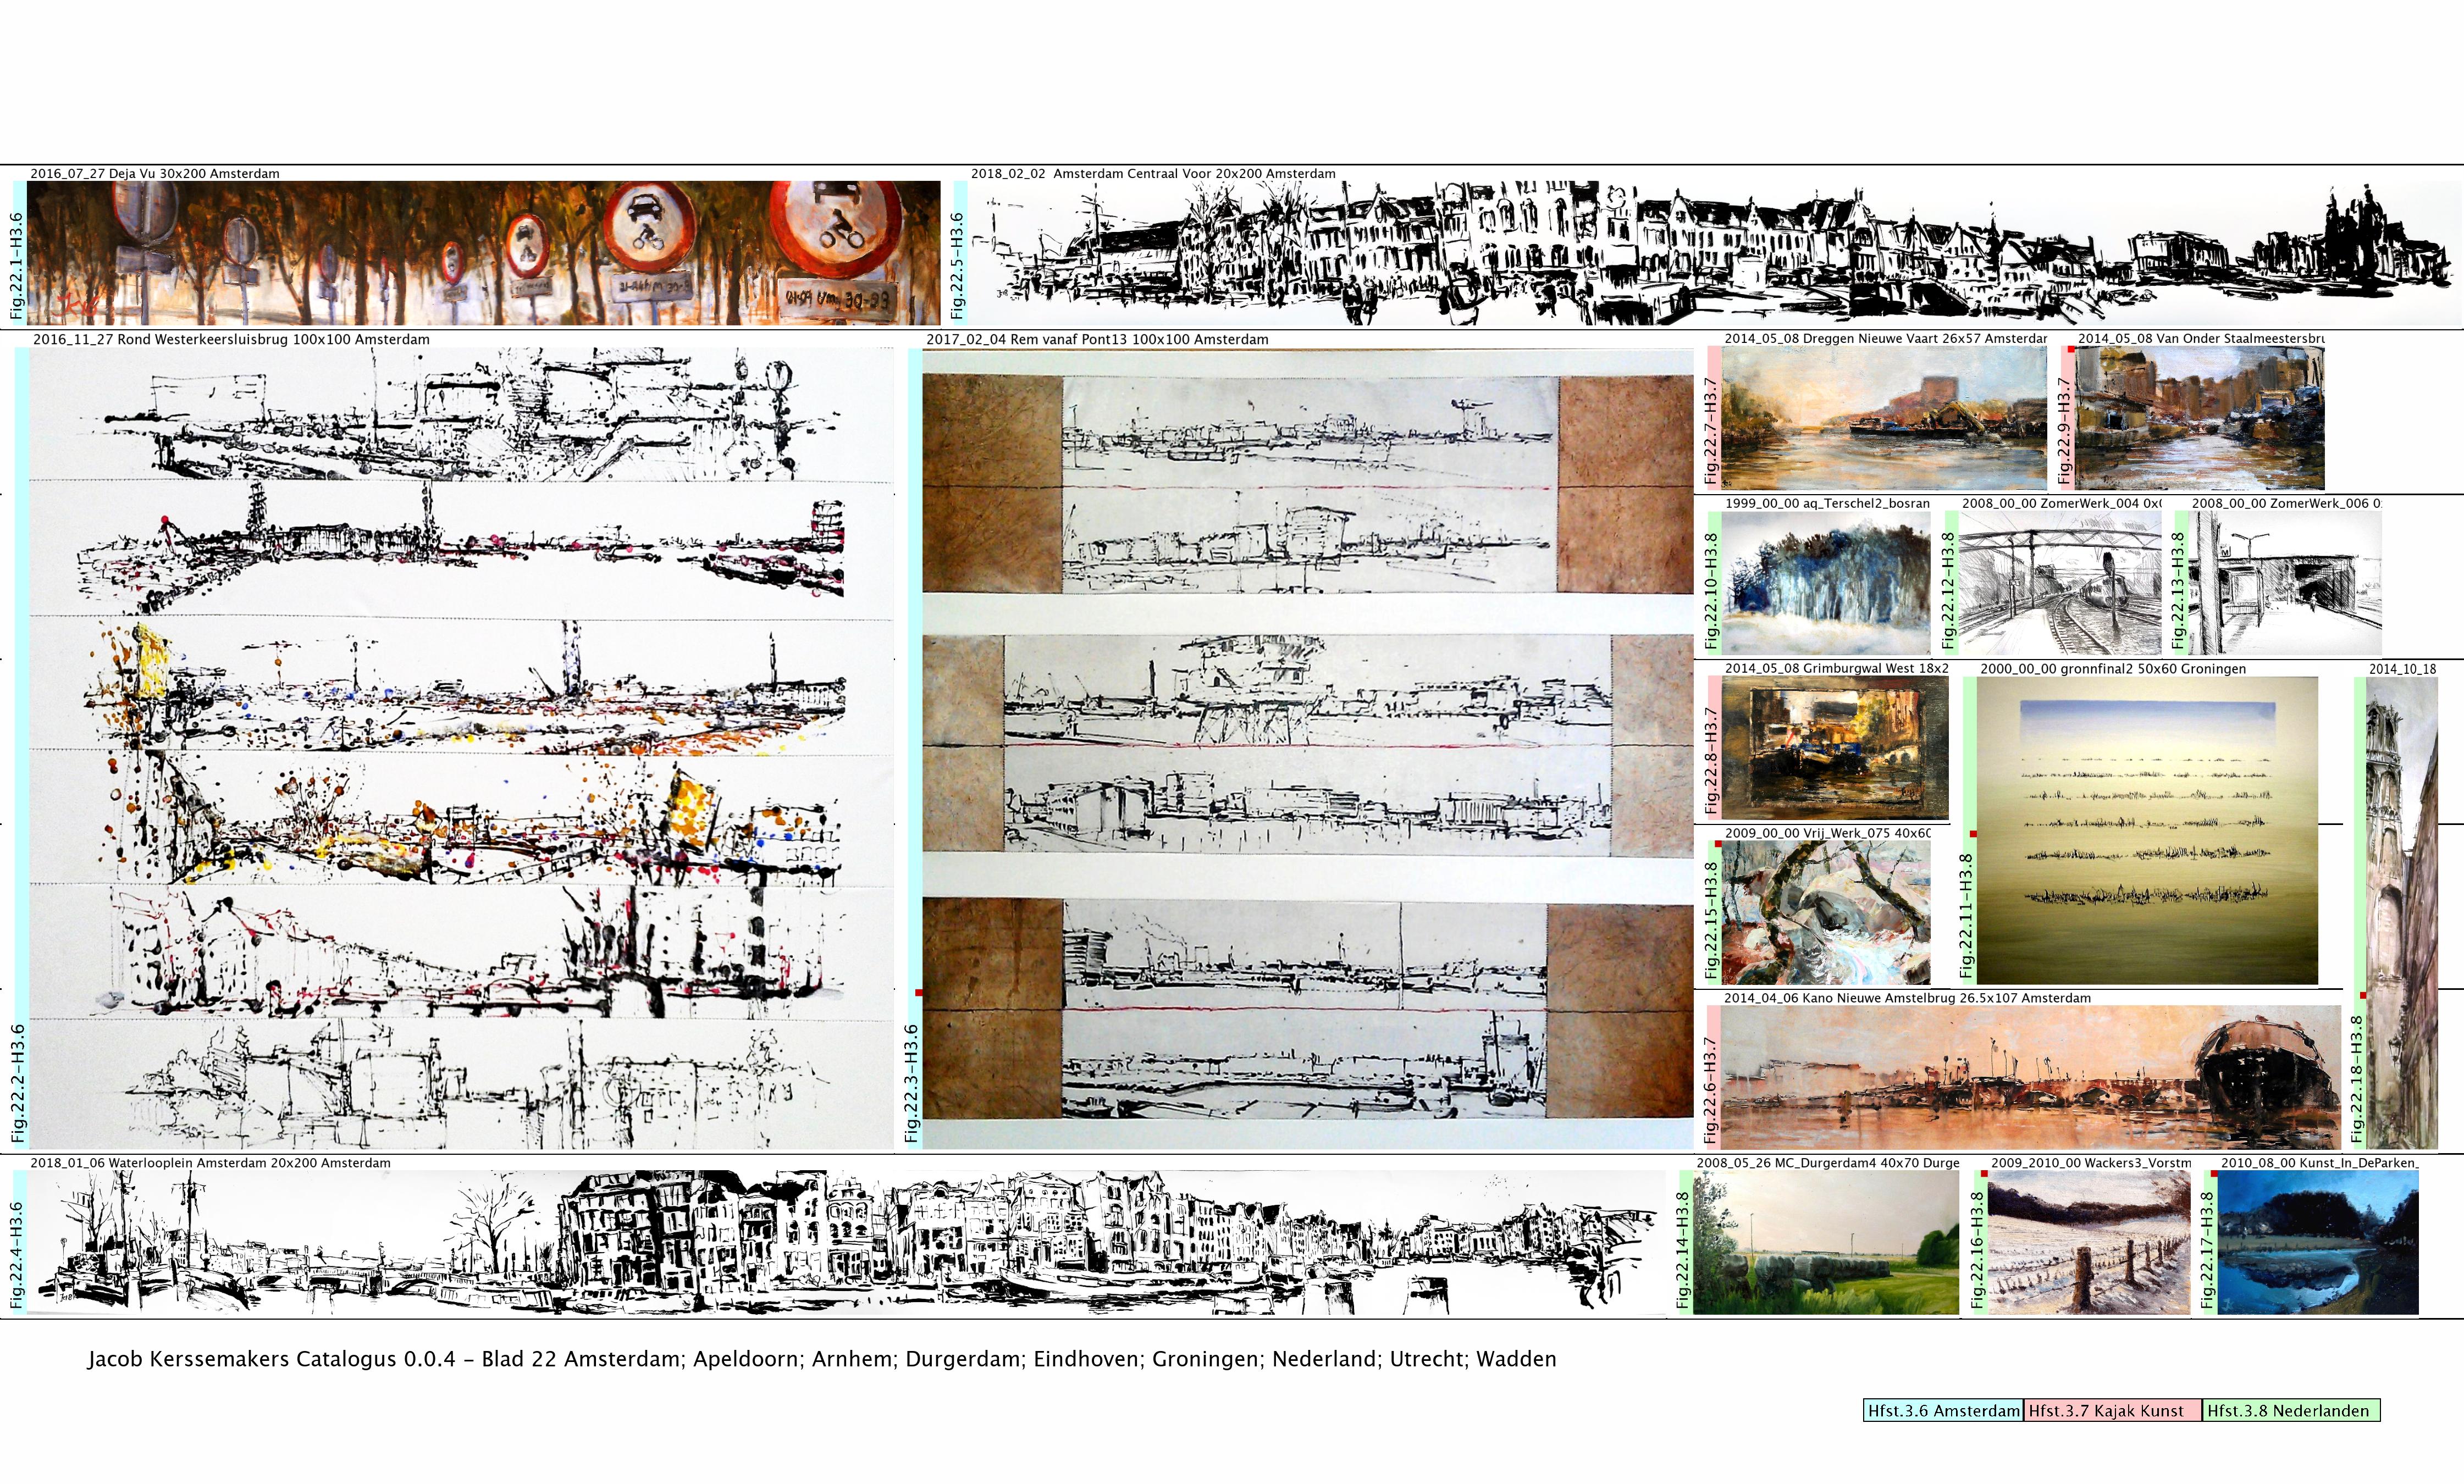 2016_07_27 Deja Vu 30x200 Amsterdam
Fig.22.1-H3.6
2018_02_02  Amsterdam Centraal Voor 20x200 Amsterdam
Fig.22.5-H3.6
2016_11_27 Rond Westerkeersluisbrug 100x100 Amsterdam
Fig.22.2-H3.6
2017_02_04 Rem vanaf Pont13 100x100 Amsterdam
Fig.22.3-H3.6
2014_05_08 Dreggen Nieuwe Vaart 26x57 Amsterdar
Fig.22.7-H3.7
2014_05_08 Van Onder Staalmeestersbru
Fig.22.9-H3.7
1999_00_00 aq_Terschel2_bosran
Fig.22.10-H3.8
2008_00_00 ZomerWerk_004 0x(
Fig.22.12-H3.8
2008_00_00 ZomerWerk_006 0:
Fig.22.13-H3.8
2014_05_08 Grimburgwal West 18x2
Fig.22.8-H3.7
2000_00_00 gronnfinal2 50x60 Groningen
Fig.22.11-H3.8
2014_10_18
Fig.22.18-H3.8
2009_00_00 Vrij_Werk_075 40x60
Fig.22.15-H3.8
2014_04_06 Kano Nieuwe Amstelbrug 26.5x107 Amsterdam
Fig.22.6-H3.7
2018_01_06 Waterlooplein Amsterdam 20x200 Amsterdam
Fig.22.4-H3.6
2008_05_26 MC_Durgerdam4 40x70 Durge
Fig.22.14-H3.8
2009_2010_00 Wackers3_Vorstm
Fig.22.16-H3.8
2010_08_00 Kunst_In_DeParken_
Fig.22.17-H3.8
Jacob Kerssemakers Catalogus 0.0.4 - Blad 22 Amsterdam; Apeldoorn; Arnhem; Durgerdam; Eindhoven; Groningen; Nederland; Utrecht; Wadden
Hfst.3.6 Amsterdam
Hfst.3.7 Kajak Kunst
Hfst.3.8 Nederlanden